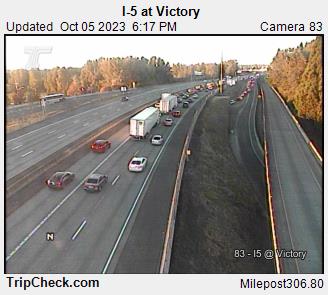 I-5 at Victory
Updated Oct 05 2023 6:17 PM Camera 83
N
83 - I5 @ Victory
TripCheck.com Milepost306.80